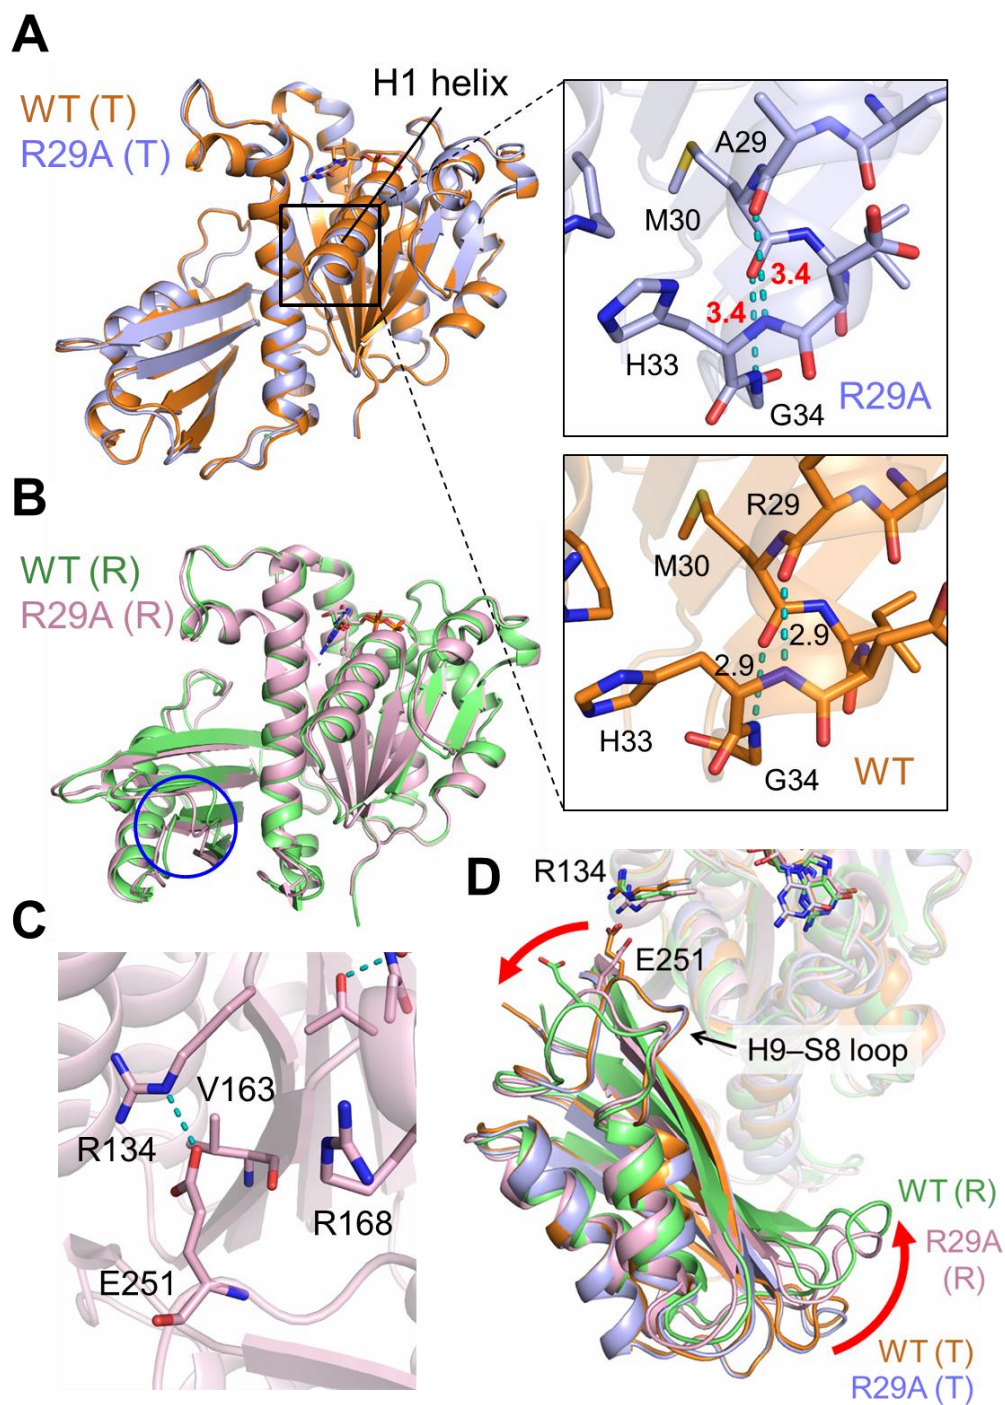 A
WT (T)
R29A (T)
H1 helix
A29
M30
3.4
3.4
H33
G34
R29A
B
WT (R)
R29A (R)
R29
M30
2.9
2.9
H33
G34
WT
C
R134
V163
R168
E251
D
R134
E251
H9–S8 loop
WT (R)
R29A
(R)
WT (T)
R29A (T)